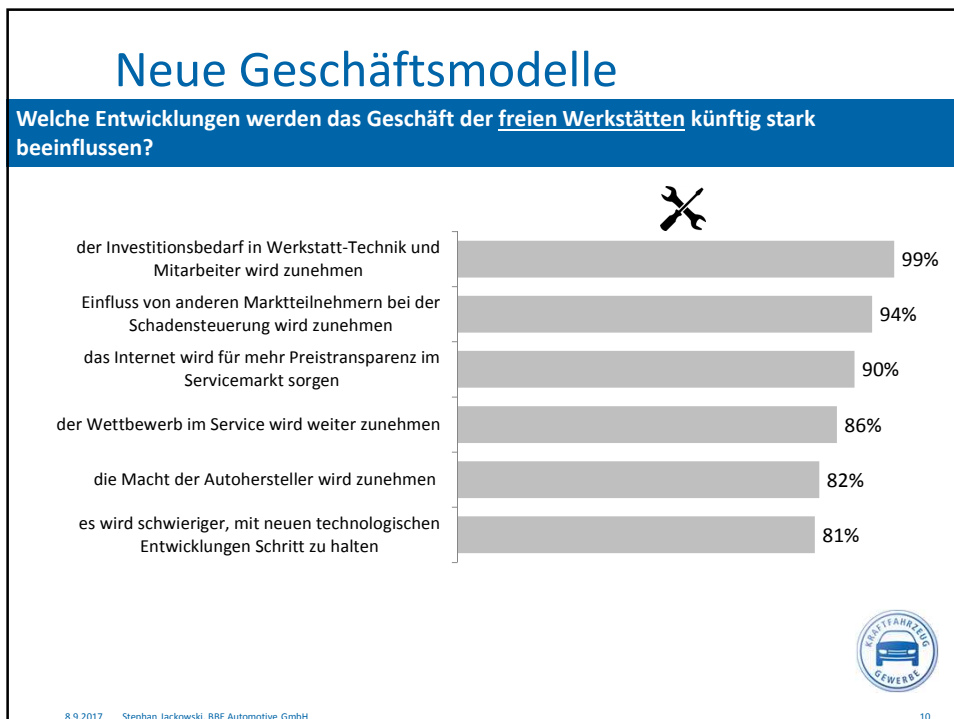 Neue Geschäftsmodelle
Welche Entwicklungen werden das Geschäft der freien Werkstätten künftig stark
beeinflussen?
der Investitionsbedarf in Werkstatt-Technik und
Mitarbeiter wird zunehmen
99%
Einfluss von anderen Marktteilnehmern bei der
Schadensteuerung wird zunehmen
94%
das Internet wird für mehr Preistransparenz im
Servicemarkt sorgen
90%
der Wettbewerb im Service wird weiter zunehmen
86%
die Macht der Autohersteller wird zunehmen
82%
es wird schwieriger, mit neuen technologischen
Entwicklungen Schritt zu halten
81%
KRAFTFAHRZEUG
GEWERBE
8.9.2017 Stephan Jackowski, BBE Automotive GmbH
10